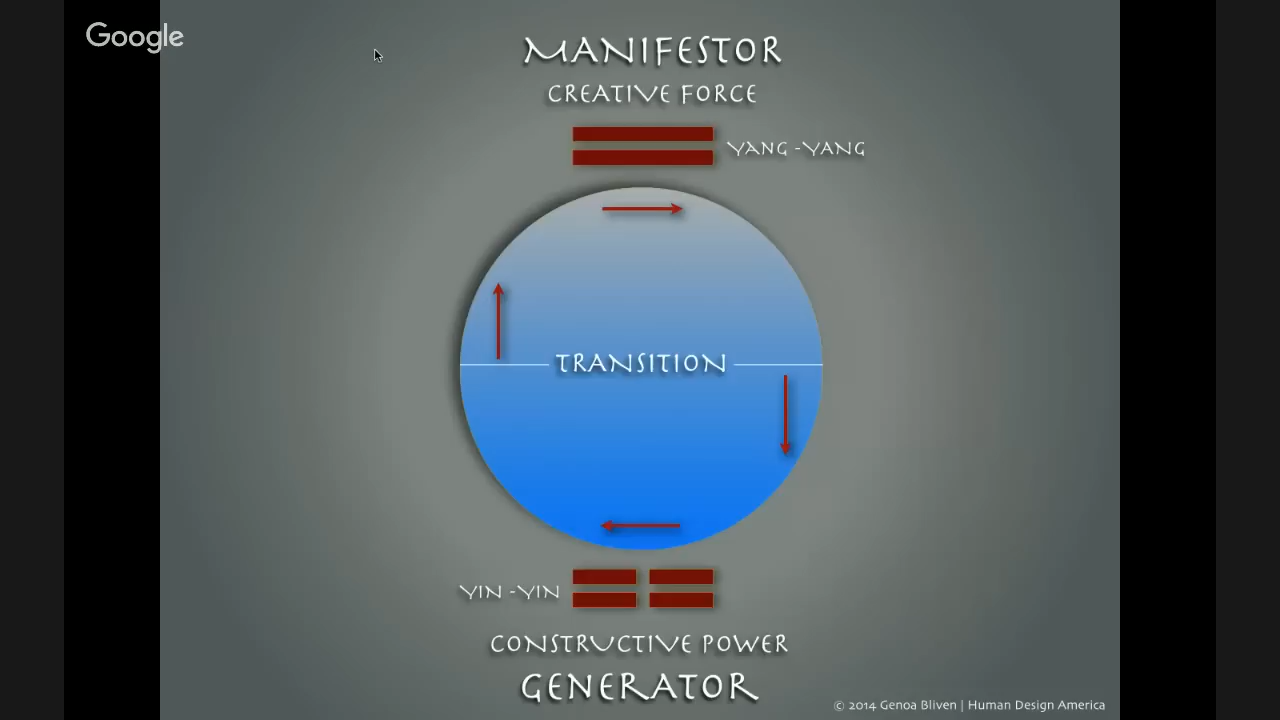 Google
MANIFESTOR
CREATIVE FORCE
YANG -YANG
TRANSITION
YIN -YIN
CONSTRUCTIVE POWER
GENERATOR
© 2014 Genoa Bliven | Human Design America